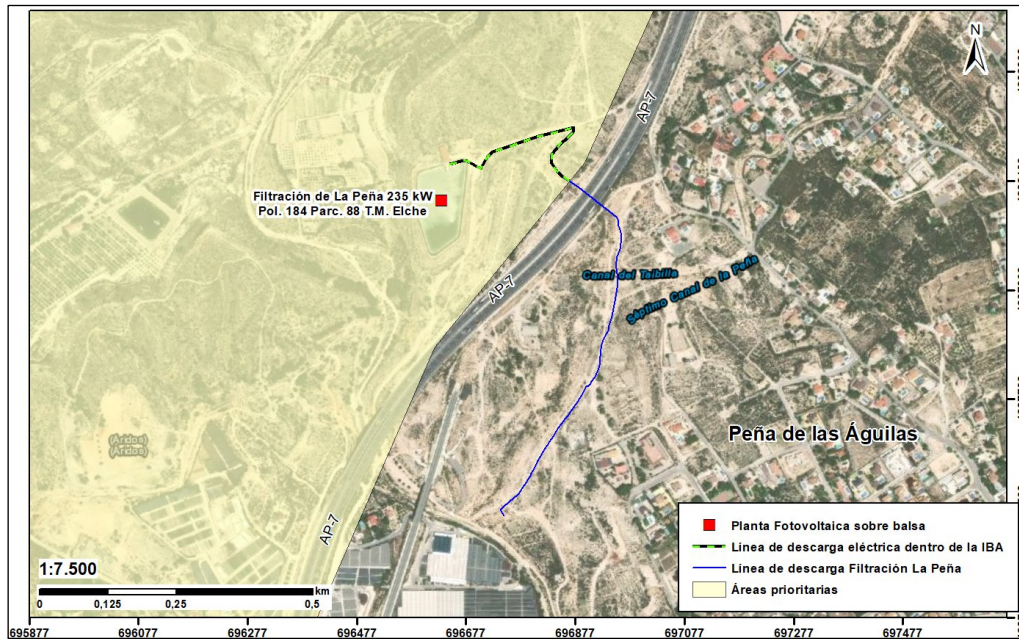 N
AP-7
Filtración de La Peña 235 kW
Pol. 184 Parc. 88 T.M. Elche
Canal del Taibilla
Séptimo Canal de la Peña
AP-7
(Aridos)
(Aridos)
Peña de las Águilas
AP-7
Planta Fotovoltaica sobre balsa
Línea de descarga eléctrica dentro de la IBA
Línea de descarga Filtración La Peña
Áreas prioritarias
1:7.500
km
0 0,125 0,25 0,5
695877 696077 696277 696477 696677 696877 697077 697277 697477